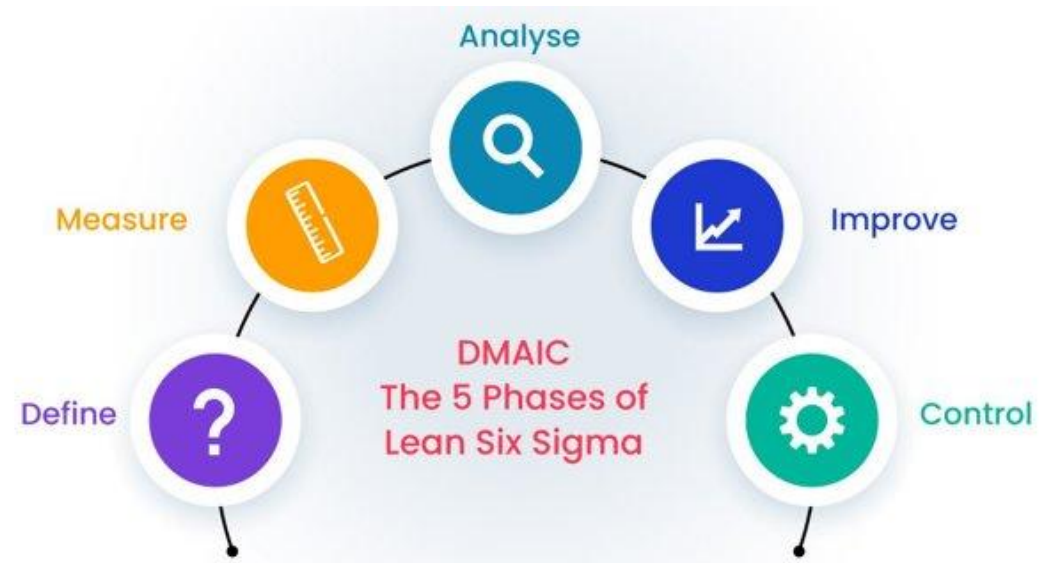 Analyse
Measure
Improve
Define
DMAIC
The 5 Phases of
Lean Six Sigma
Control